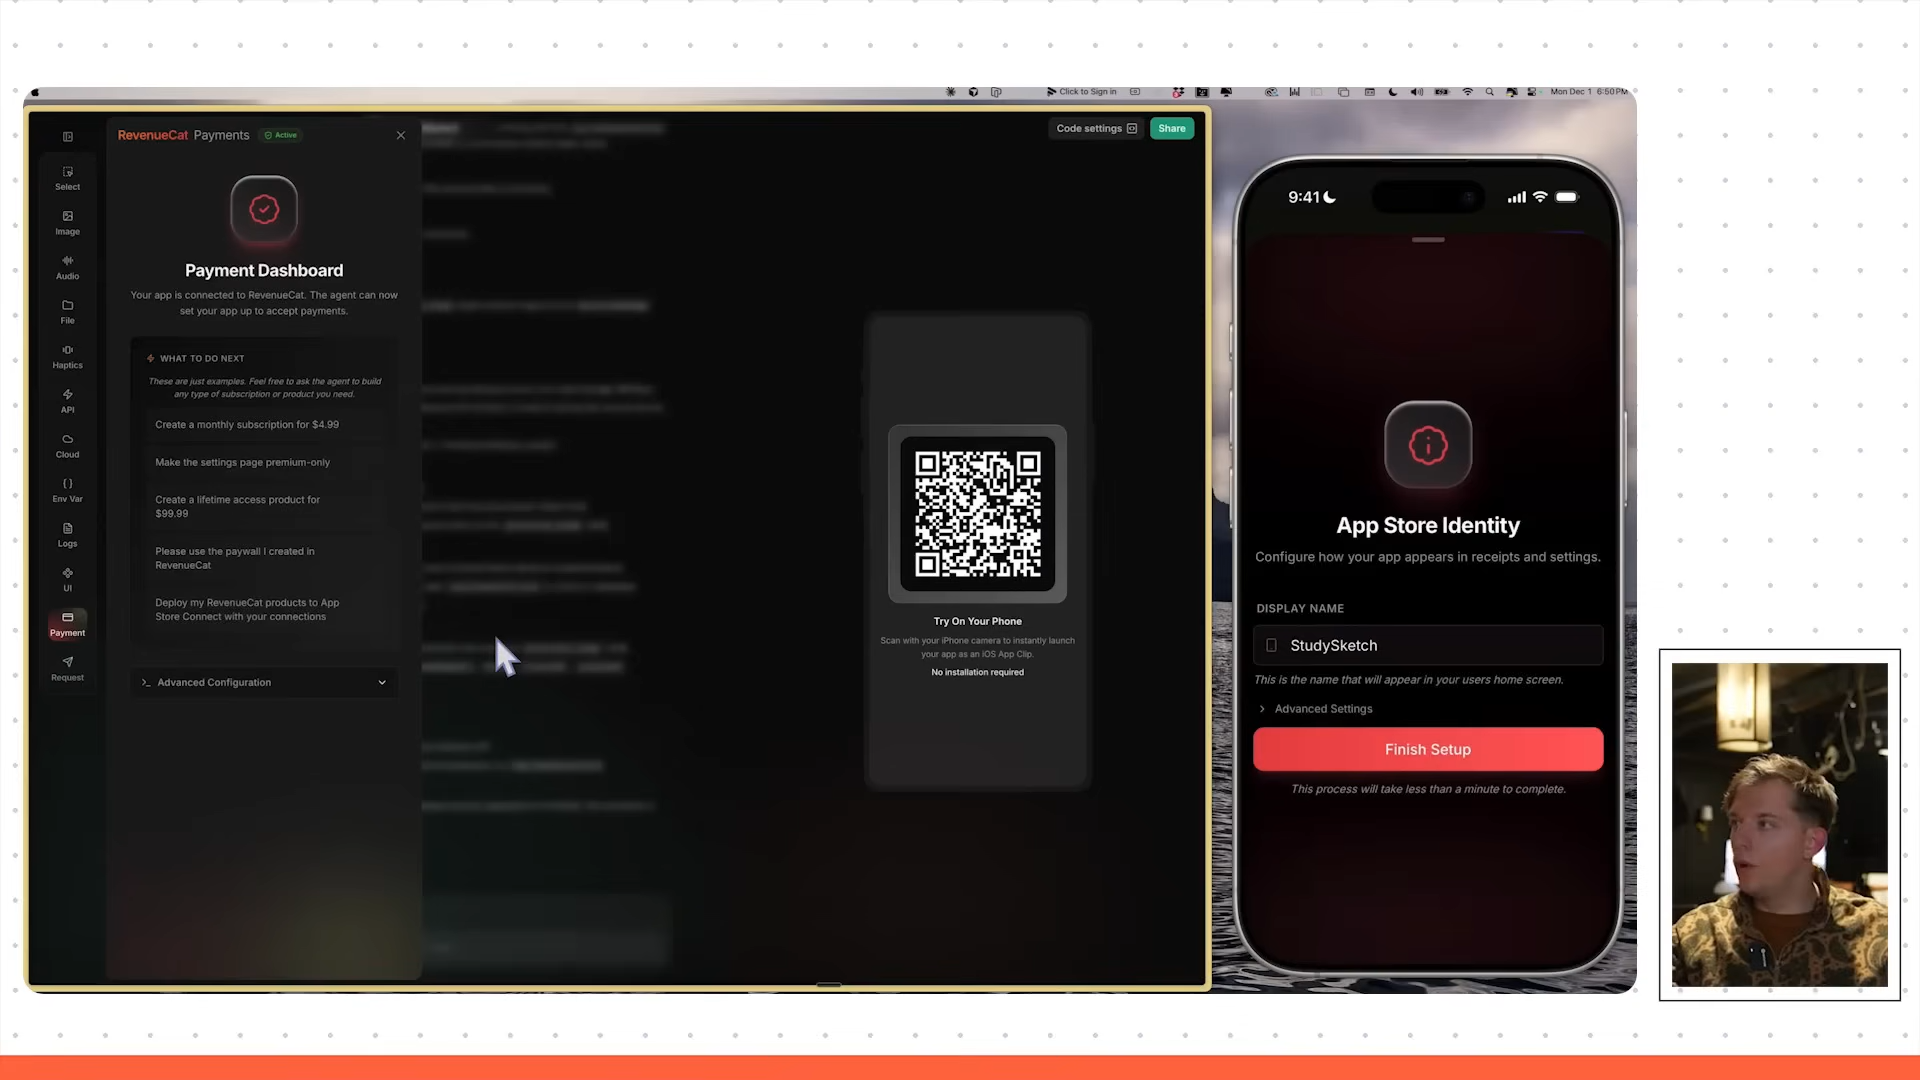 Click to Sign in
Mon Dec 1 6:50PM
RevenueCat Payments
Active
Code settings
Share
Select
Image
Audio
File
Haptics
API
Cloud
Env Var
Logs
UI
Payment
Request
Payment Dashboard
Your app is connected to RevenueCat. The agent can now
set your app up to accept payments.
WHAT TO DO NEXT
These are just examples. Feel free to ask the agent to build
any type of subscription or product you need.
Create a monthly subscription for $4.99
Make the settings page premium-only
Create a lifetime access product for
$99.99
Please use the paywall I created in
RevenueCat
Deploy my RevenueCat products to App
Store Connect with your connections
Advanced Configuration
Try On Your Phone
Scan with your iPhone camera to instantly launch
your app as an iOS App Clip.
No installation required
9:41
App Store Identity
Configure how your app appears in receipts and settings.
DISPLAY NAME
StudySketch
This is the name that will appear in your users home screen.
Advanced Settings
Finish Setup
This process will take less than a minute to complete.